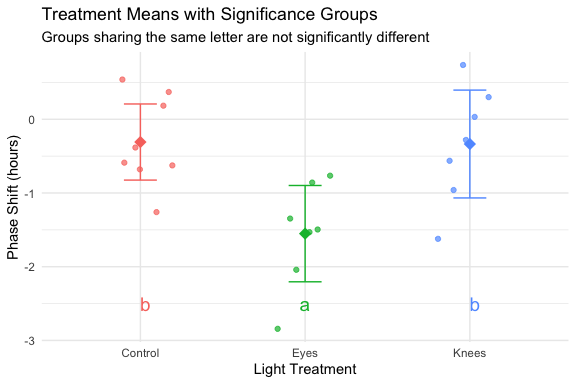 Treatment Means with Significance Groups
Groups sharing the same letter are not significantly different
Phase Shift (hours)
0
-1
-2
-3
b
a
b
Control
Eyes
Knees
Light Treatment